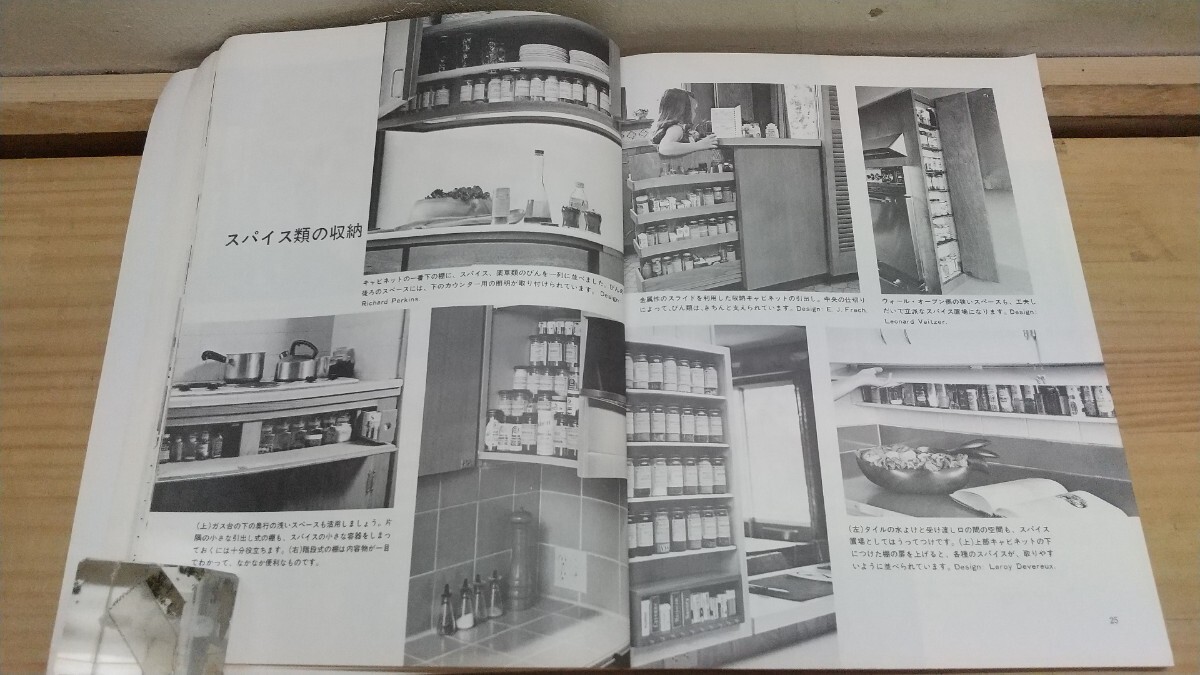 スパイス類の収納
キャビネットの一番下の棚に、スパイス、薬草類のびんを一列に並べました。びんの
後ろのスペースには、下のカウンター用の照明が取り付けられています。Design:
Richard Perkins.
(上)ガス台の下の奥行の浅いスペースも活用しましょう。片
隅の小さな引出し式の棚も、スパイスの小さな容器をしまっ
ておくには十分役立ちます。(右)階段式の棚は内容物が一目
でわかって、なかなか便利なものです。
金属性のスライドを利用した収納キャビネットの引出し。中央の仕切り
によって、びん類は、きちんと支えられています。Design: E. J. Frech.
ウォール・オーブン横の狭いスペースも、工夫し
だいで立派なスパイス置場になります。Design:
Leonard Veitzer.
(左)タイルの水よけと受け渡し口の間の空間も、スパイス
置場としてはうってつけです。(上)上部キャビネットの下
につけた棚の扉を上げると、各種のスパイスが、取りやす
いように並べられています。Design: Laroy Devereux.
25